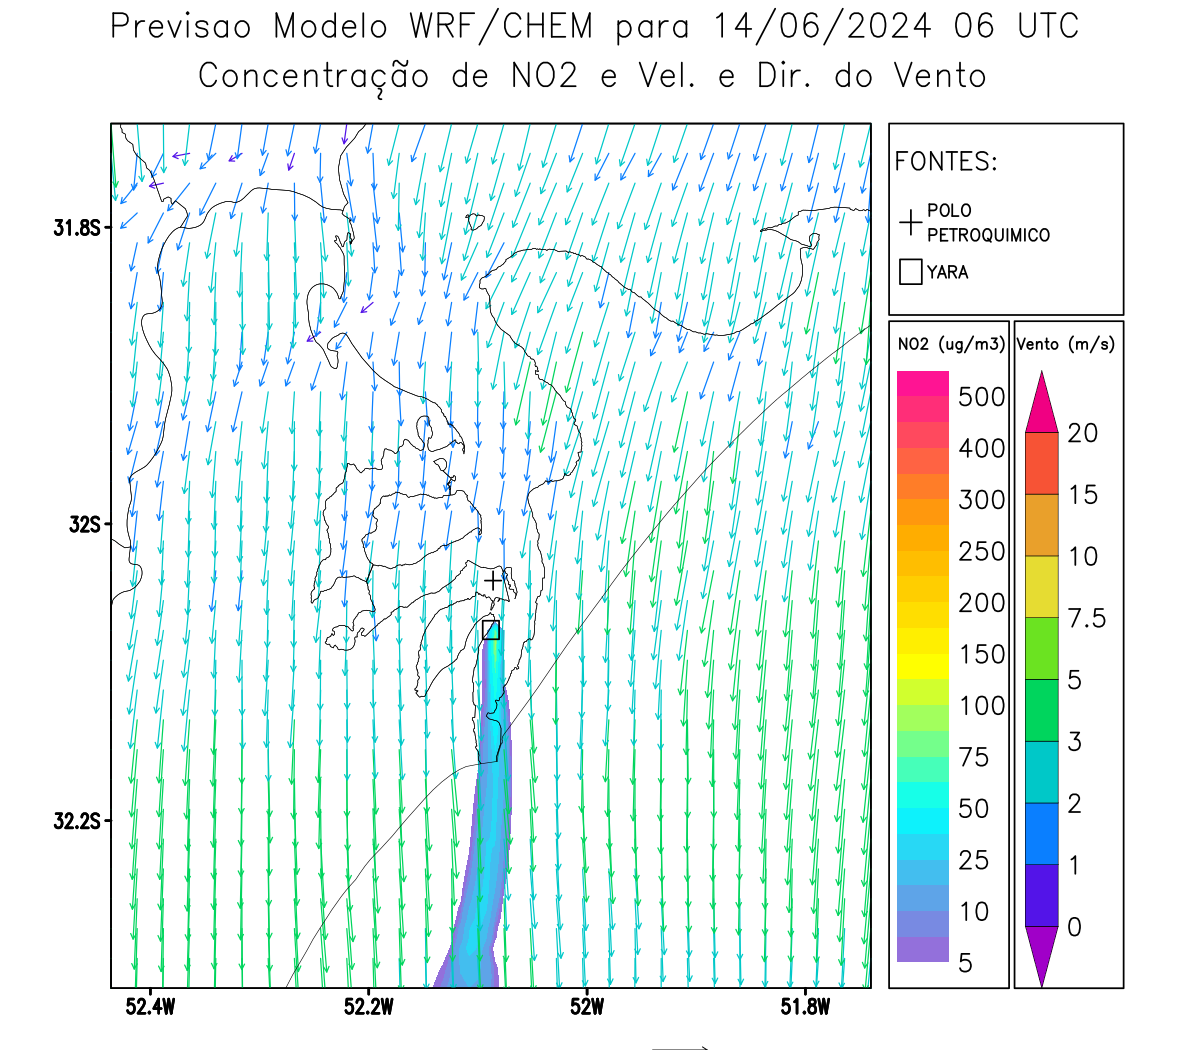 Previsao Modelo WRF/CHEM para 14/06/2024 06 UTC
Concentração de NO2 e Vel. e Dir. do Vento
FONTES:
POLO
PETROQUIMICO
YARA
NO2 (ug/m3)
500
400
300
250
200
150
100
75
50
25
10
5
Vento (m/s)
20
15
10
7.5
5
3
2
1
0
31.8S
32S
32.2S
52.4W
52.2W
52W
51.8W